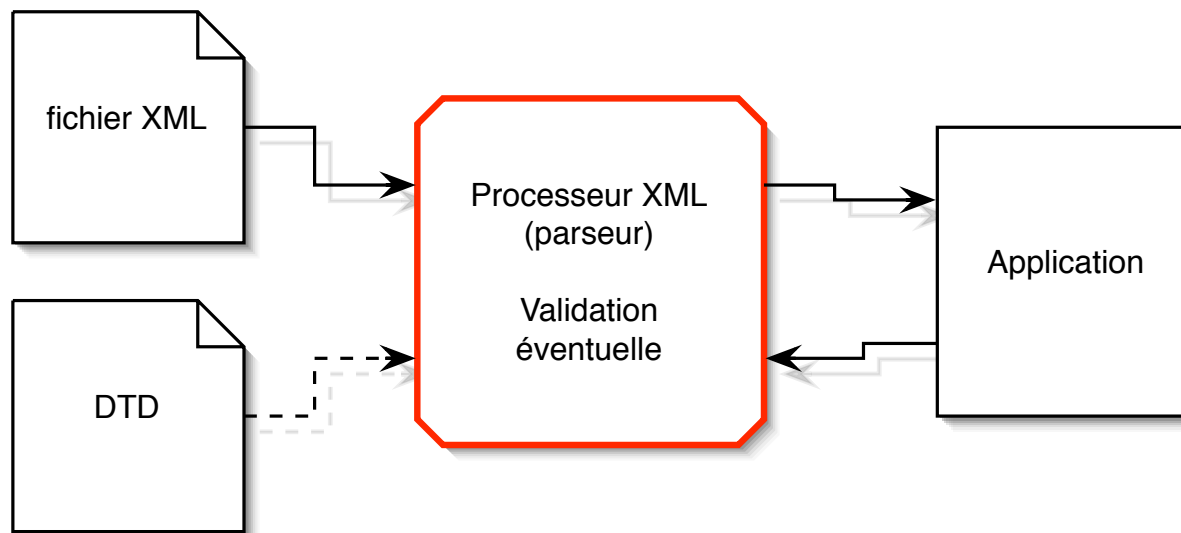 fichier XML
Processeur XML
(parseur)
Validation
éventuelle
Application
DTD